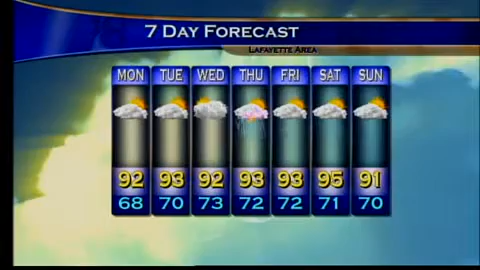 7 DAY FORECAST
LAFAYETTE AREA
MON TUE WED THU FRI SAT SUN
92 93 92 93 93 95 91
68 70 73 72 72 71 70